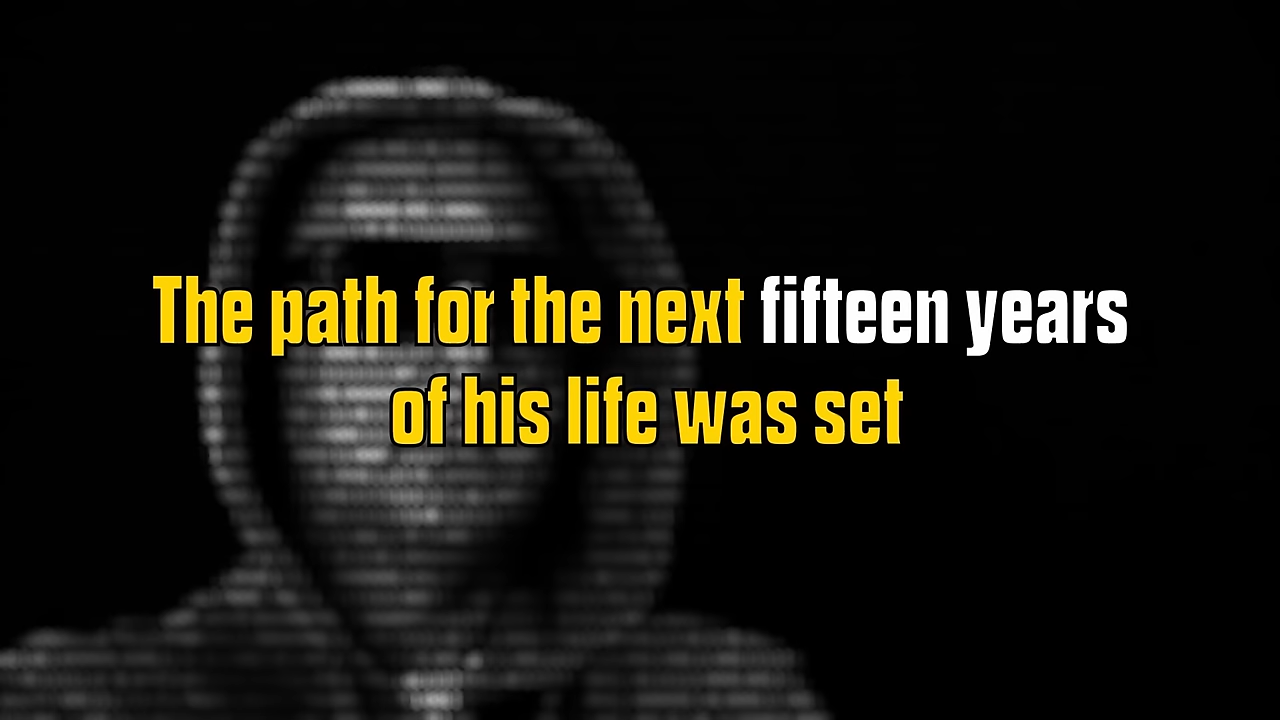 The path for the next fifteen years
of his life was set